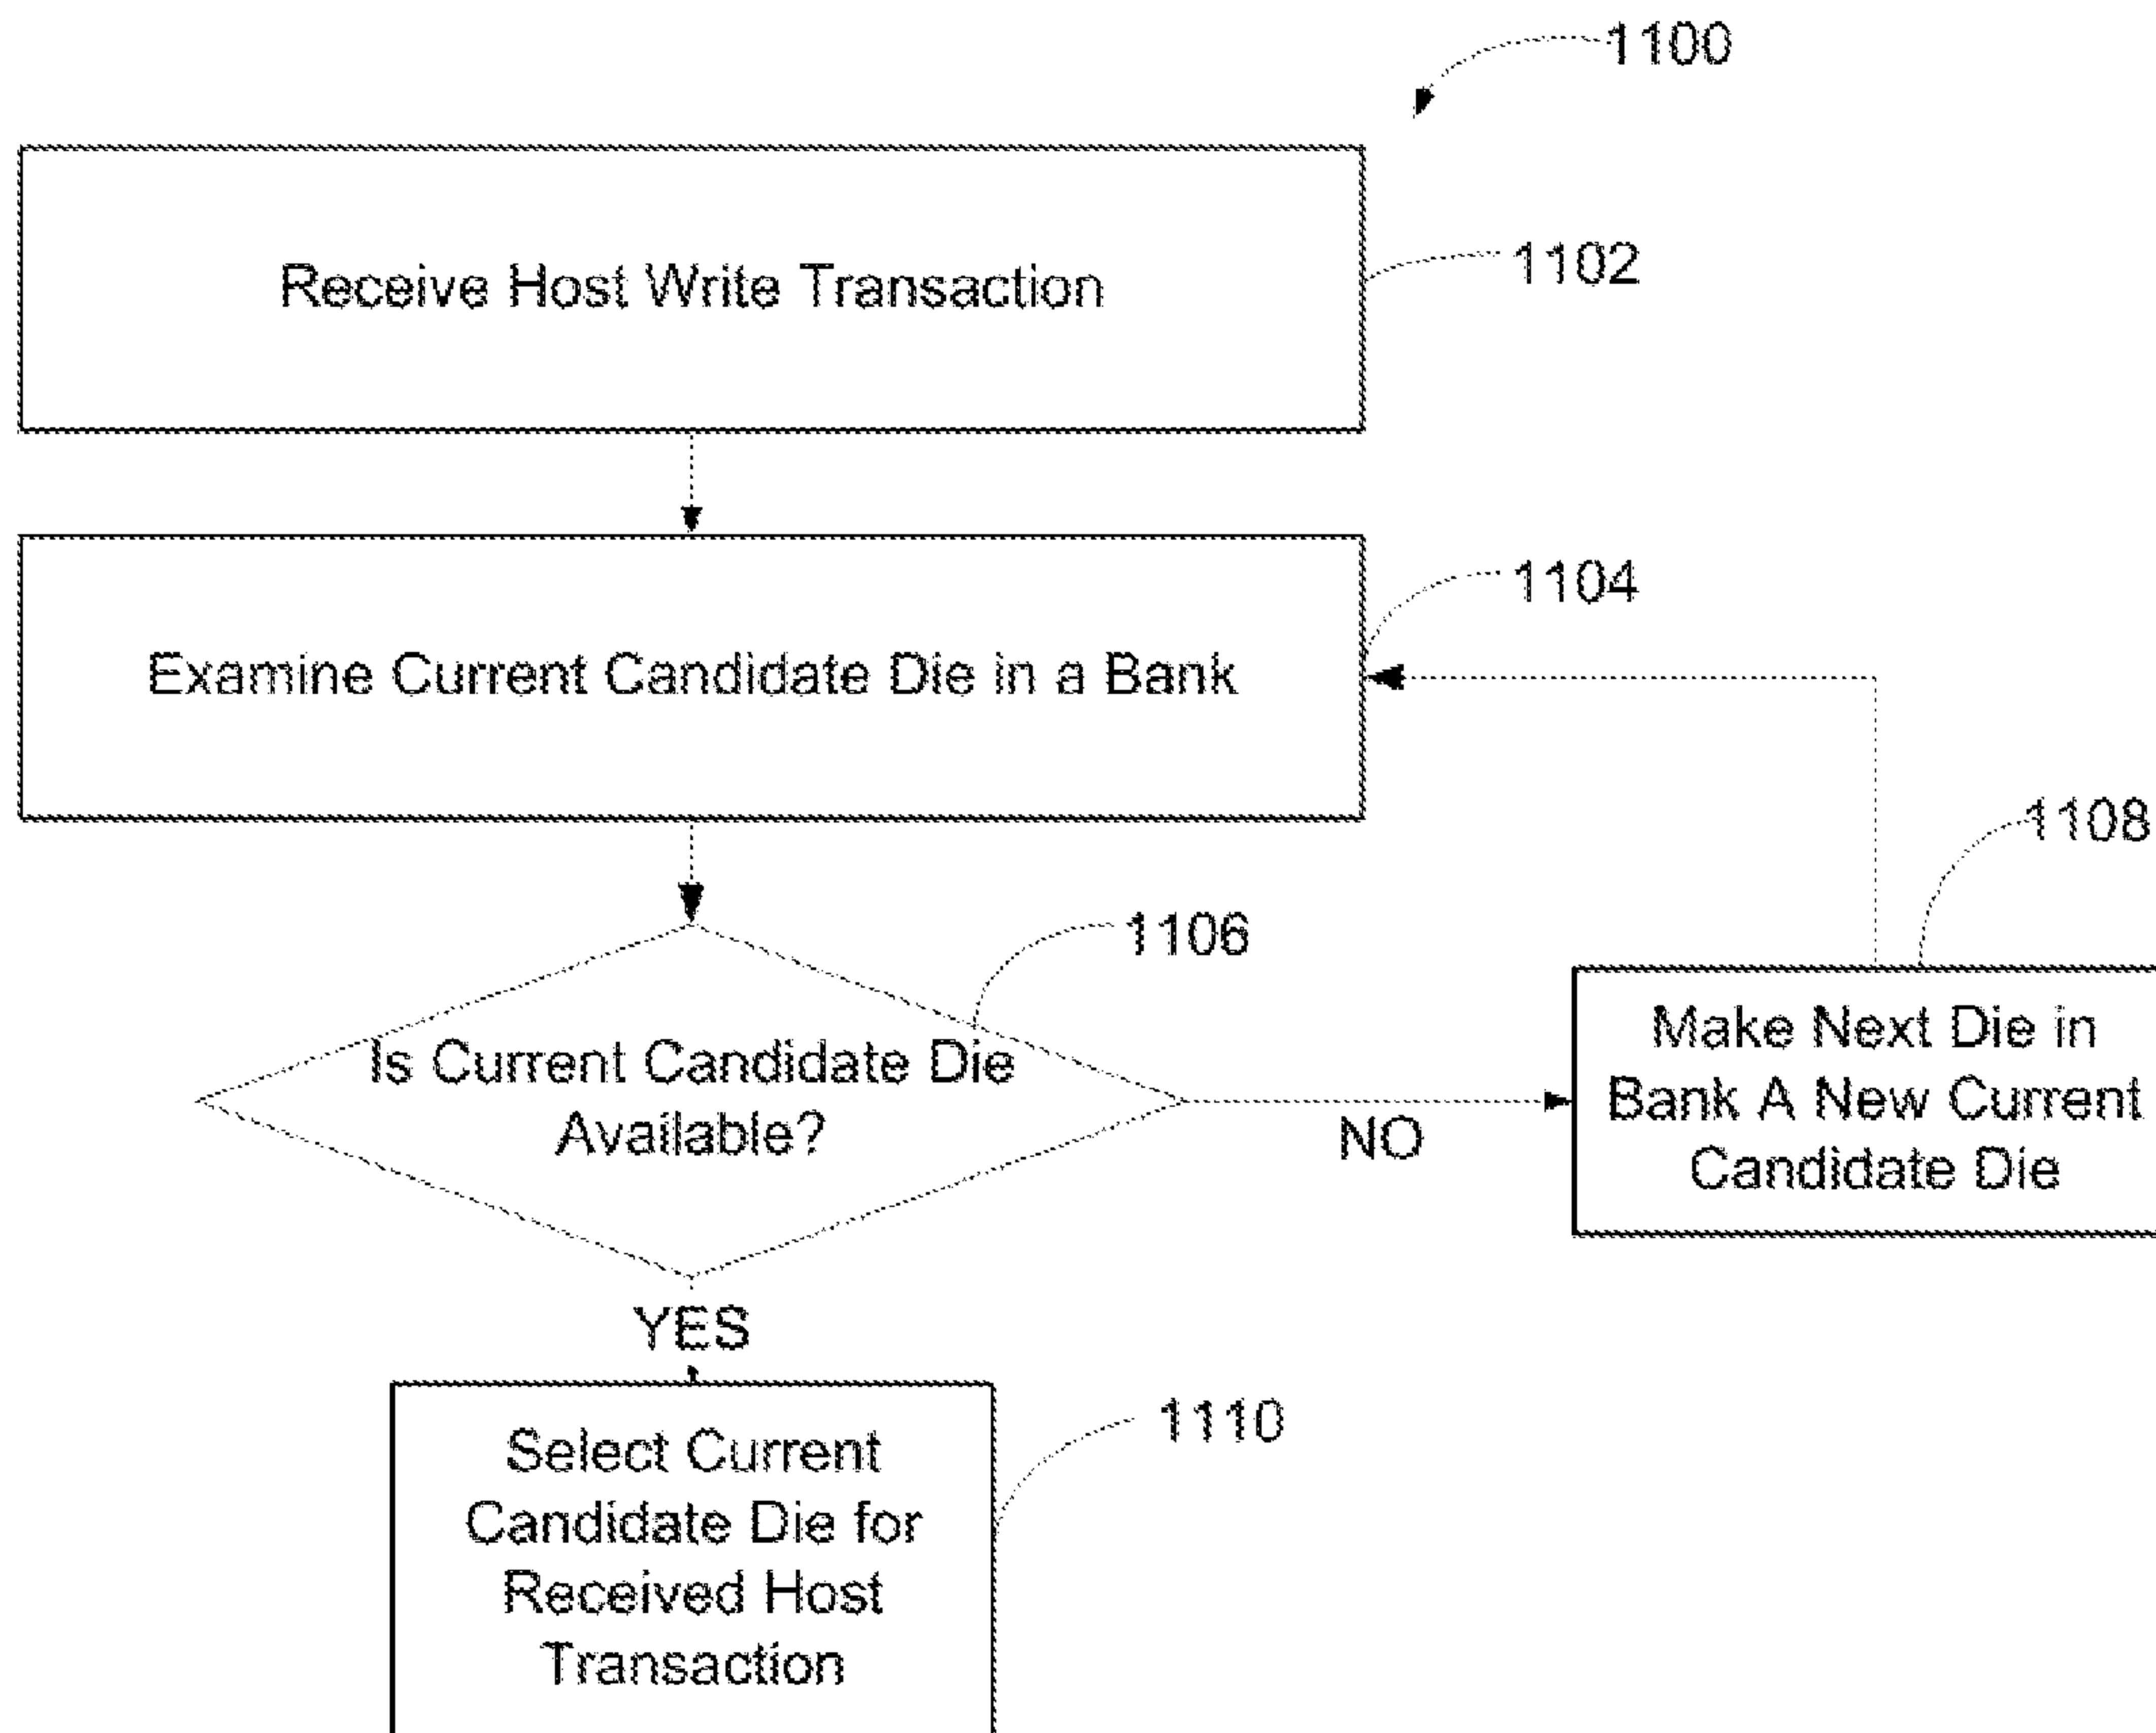 1100
Receive Host Write Transaction
1102
Examine Current Candidate Die in a Bank
1104
1108
1106
Is Current Candidate Die
Available?
NO
Make Next Die in
Bank A New Current
Candidate Die
YES
Select Current
Candidate Die for
Received Host
Transaction
1110